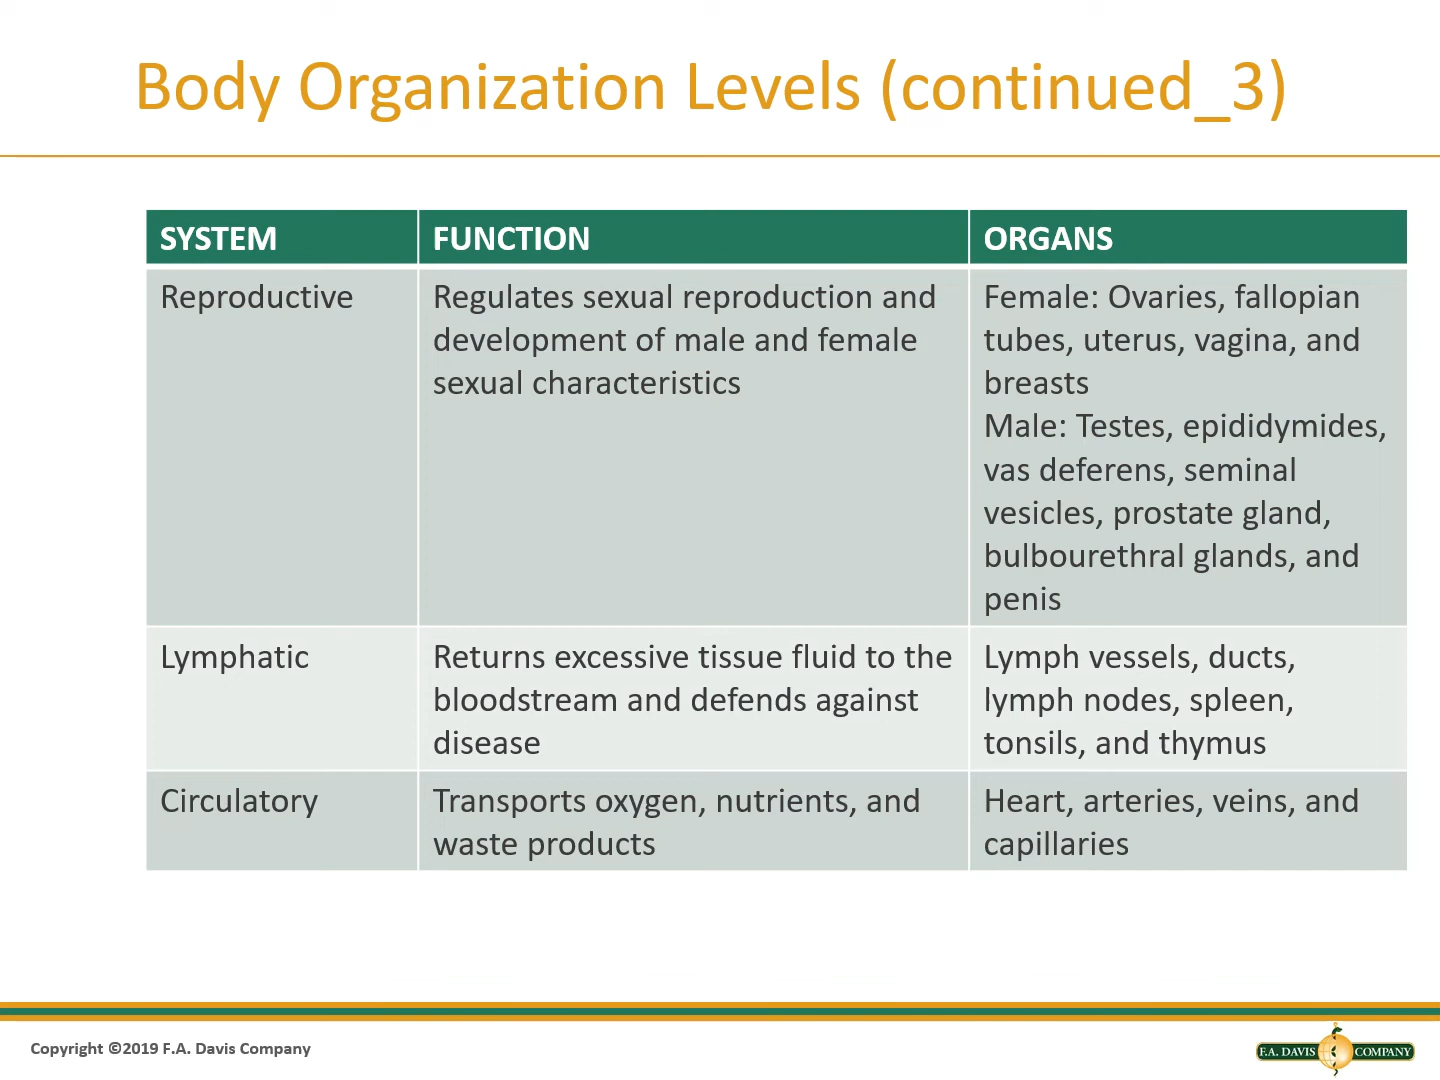 Body Organization Levels (continued_3)
SYSTEM
FUNCTION
ORGANS
Reproductive
Regulates sexual reproduction and
development of male and female
sexual characteristics
Female: Ovaries, fallopian
tubes, uterus, vagina, and
breasts
Male: Testes, epididymides,
vas deferens, seminal
vesicles, prostate gland,
bulbourethral glands, and
penis
Lymphatic
Returns excessive tissue fluid to the
bloodstream and defends against
disease
Lymph vessels, ducts,
lymph nodes, spleen,
tonsils, and thymus
Circulatory
Transports oxygen, nutrients, and
waste products
Heart, arteries, veins, and
capillaries
Copyright ©2019 F.A. Davis Company
F.A. DAVIS COMPANY